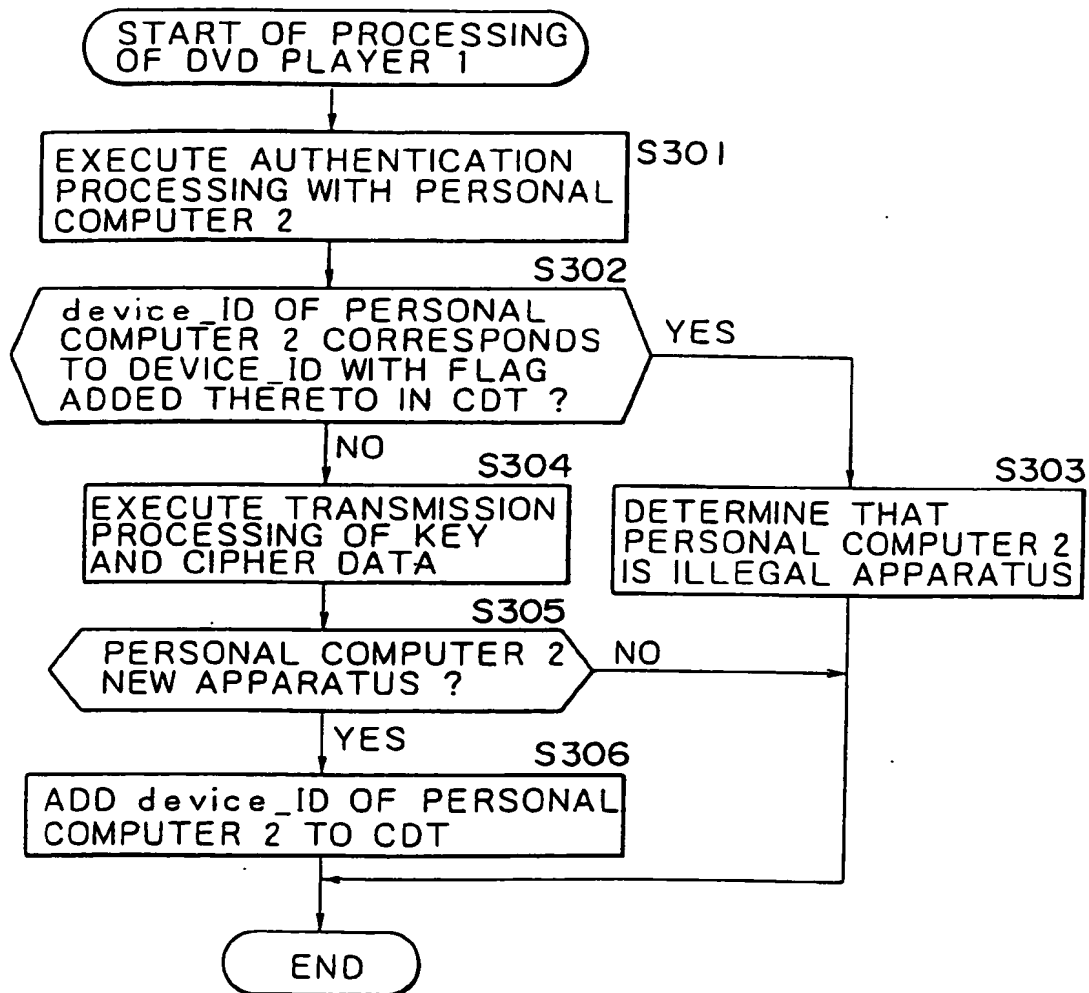 START OF PROCESSING
OF DVD PLAYER 1
EXECUTE AUTHENTICATION
PROCESSING WITH PERSONAL
COMPUTER 2
S301
S302
device_ID OF PERSONAL
COMPUTER 2 CORRESPONDS
TO DEVICE_ID WITH FLAG
ADDED THERETO IN CDT ?
YES
NO
S304
EXECUTE TRANSMISSION
PROCESSING OF KEY
AND CIPHER DATA
S303
DETERMINE THAT
PERSONAL COMPUTER 2
IS ILLEGAL APPARATUS
S305
PERSONAL COMPUTER 2
NEW APPARATUS ?
NO
YES
S306
ADD device_ID OF PERSONAL
COMPUTER 2 TO CDT
END